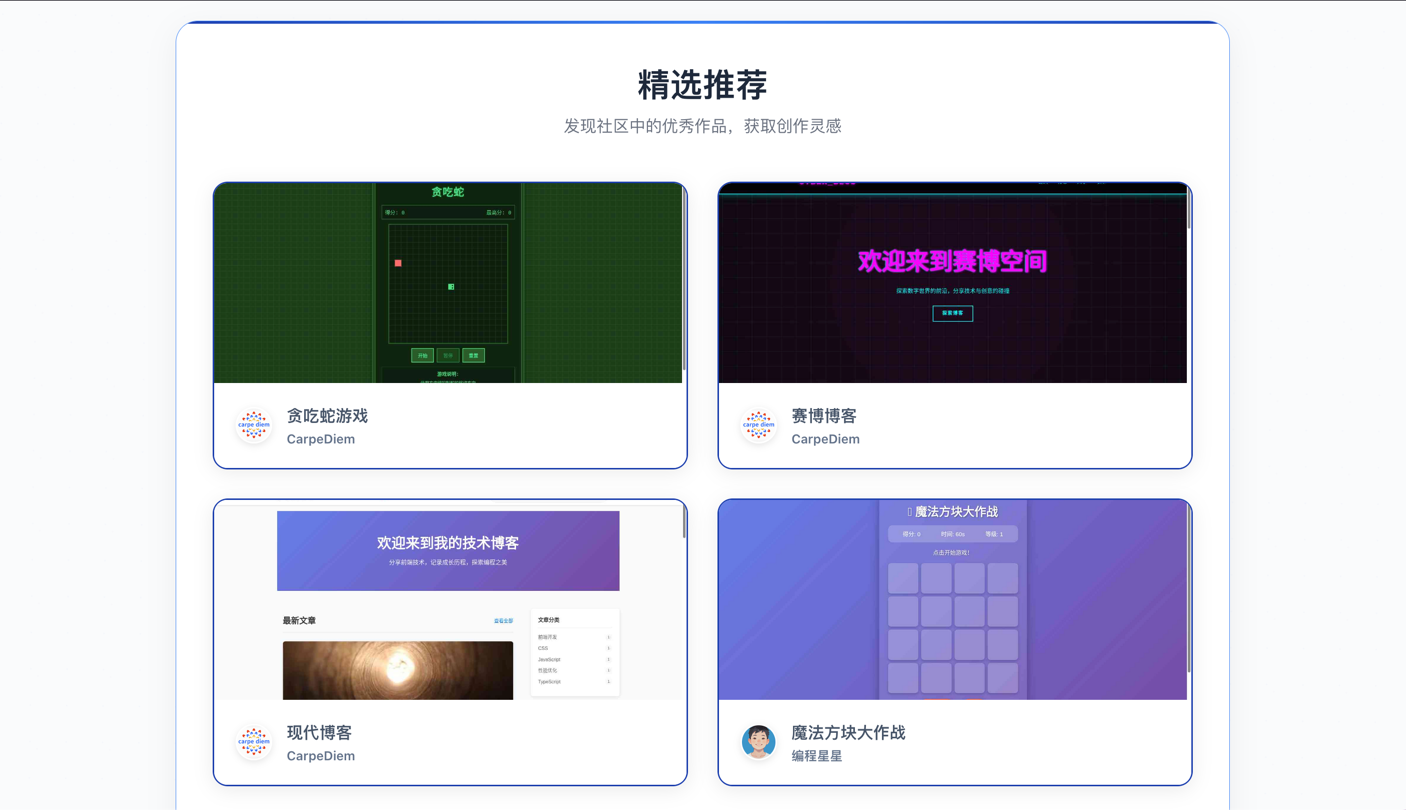 精选推荐
发现社区中的优秀作品，获取创作灵感
贪吃蛇
得分: 0
最高分: 0
开始
暂停
重置
游戏说明:
carpe diem
贪吃蛇游戏
CarpeDiem
欢迎来到赛博空间
探索数字世界的前沿，分享技术与创意的碰撞
探索博客
carpe diem
赛博博客
CarpeDiem
欢迎来到我的技术博客
分享前端技术，记录成长历程，探索编程之美
最新文章
查看全部
文章分类
前端开发
CSS
JavaScript
性能优化
TypeScript
carpe diem
现代博客
CarpeDiem
魔法方块大作战
得分: 0
时间: 60s
等级: 1
点击开始游戏!
魔法方块大作战
编程星星